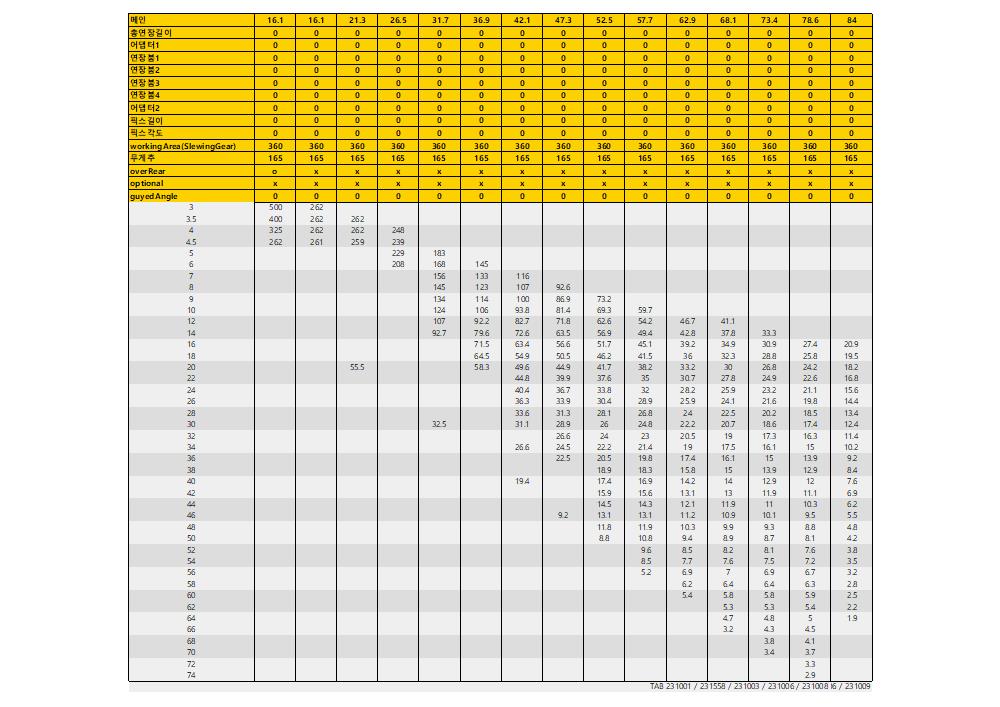 메인 16.1 16.1 21.3 26.5 31.7 36.9 42.1 47.3 52.5 57.7 62.9 68.1 73.4 78.6 84
총연장길이 0 0 0 0 0 0 0 0 0 0 0 0 0 0 0
어댑터1 0 0 0 0 0 0 0 0 0 0 0 0 0 0 0
연장붐1 0 0 0 0 0 0 0 0 0 0 0 0 0 0 0
연장붐2 0 0 0 0 0 0 0 0 0 0 0 0 0 0 0
연장붐3 0 0 0 0 0 0 0 0 0 0 0 0 0 0 0
연장붐4 0 0 0 0 0 0 0 0 0 0 0 0 0 0 0
어댑터2 0 0 0 0 0 0 0 0 0 0 0 0 0 0 0
픽스길이 0 0 0 0 0 0 0 0 0 0 0 0 0 0 0
픽스각도 0 0 0 0 0 0 0 0 0 0 0 0 0 0 0
workingArea(SlewingGear) 360 360 360 360 360 360 360 360 360 360 360 360 360 360 360
무게추 165 165 165 165 165 165 165 165 165 165 165 165 165 165 165
overRear o x x x x x x x x x x x x x x
optional x x x x x x x x x x x x x x x
guyedAngle 0 0 0 0 0 0 0 0 0 0 0 0 0 0 0
3 500 262
3.5 400 262 262
4 325 262 262 248
4.5 262 261 259 239
5 229 183
6 208 168 145
7 156 133 116
8 145 123 107 92.6
9 134 114 100 86.9 73.2
10 124 106 93.8 81.4 69.3 59.7
12 107 92.2 82.7 71.8 62.6 54.2 46.7 41.1
14 92.7 79.6 72.6 63.5 56.9 49.4 42.8 37.8 33.3
16 71.5 63.4 56.6 51.7 45.1 39.2 34.9 30.9 27.4 20.9
18 64.5 54.9 50.5 46.2 41.5 36 32.3 28.8 25.8 19.5
20 55.5 58.3 49.6 44.9 41.7 38.2 33.2 30 26.8 24.2 18.2
22 44.8 39.9 37.6 35 30.7 27.8 24.9 22.6 16.8
24 40.4 36.7 33.8 32 28.2 25.9 23.2 21.1 15.6
26 36.3 33.9 30.4 28.9 25.9 24.1 21.6 19.8 14.4
28 33.6 31.3 28.1 26.8 24 22.5 20.2 18.5 13.4
30 32.5 31.1 28.9 26 24.8 22.2 20.7 18.6 17.4 12.4
32 26.6 24 23 20.5 19 17.3 16.3 11.4
34 26.6 24.5 22.2 21.4 19 17.5 16.1 15 10.2
36 22.5 20.5 19.8 17.4 16.1 15 13.9 9.2
38 18.9 18.3 15.8 15 13.9 12.9 8.4
40 19.4 17.4 16.9 14.2 14 12.9 12 7.6
42 15.9 15.6 13.1 13 11.9 11.1 6.9
44 14.5 14.3 12.1 11.9 11 10.3 6.2
46 9.2 13.1 13.1 11.2 10.9 10.1 9.5 5.5
48 11.8 11.9 10.3 9.9 9.3 8.8 4.8
50 8.8 10.8 9.4 8.9 8.7 8.1 4.2
52 9.6 8.5 8.2 8.1 7.6 3.8
54 8.5 7.7 7.6 7.5 7.2 3.5
56 5.2 6.9 7 6.9 6.7 3.2
58 6.2 6.4 6.4 6.3 2.8
60 5.4 5.8 5.8 5.9 2.5
62 5.3 5.3 5.4 2.2
64 4.7 4.8 5 1.9
66 3.2 4.3 4.5
68 3.8 4.1
70 3.4 3.7
72 3.3
74 2.9
TAB 231001 / 231558 / 231003 / 231006 / 231008 / 231009